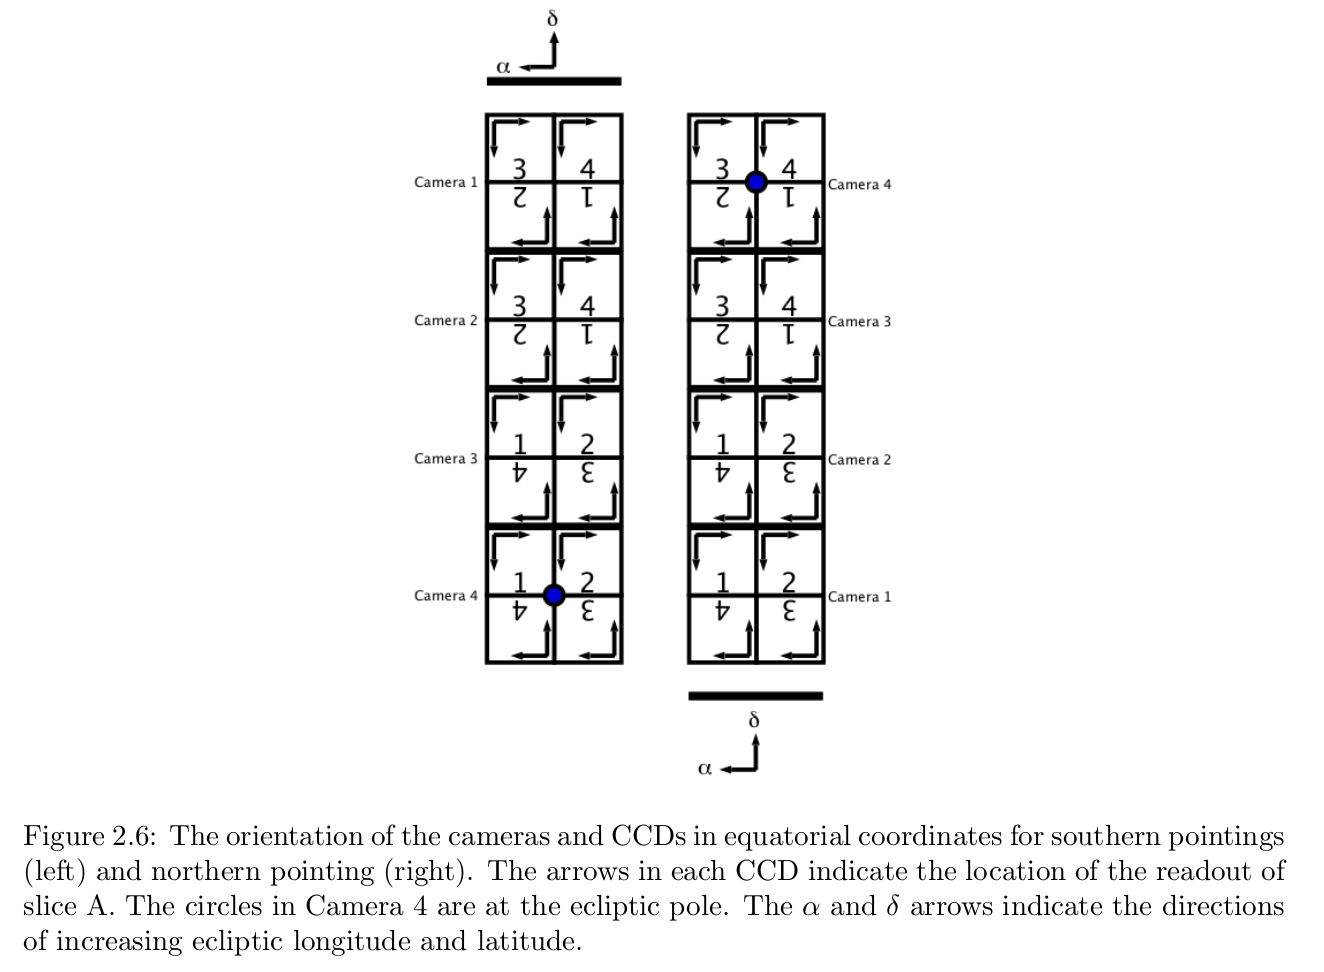 δ
α
3 4 3 4
Camera 1 2 1 2 1 Camera 4
3 4 3 4
Camera 2 2 1 2 1 Camera 3
1 2 1 2
Camera 3 4 3 4 3 Camera 2
1 2 1 2
Camera 4 4 3 4 3 Camera 1
δ
α
Figure 2.6: The orientation of the cameras and CCDs in equatorial coordinates for southern pointings
(left) and northern pointing (right). The arrows in each CCD indicate the location of the readout of
slice A. The circles in Camera 4 are at the ecliptic pole. The α and δ arrows indicate the directions
of increasing ecliptic longitude and latitude.